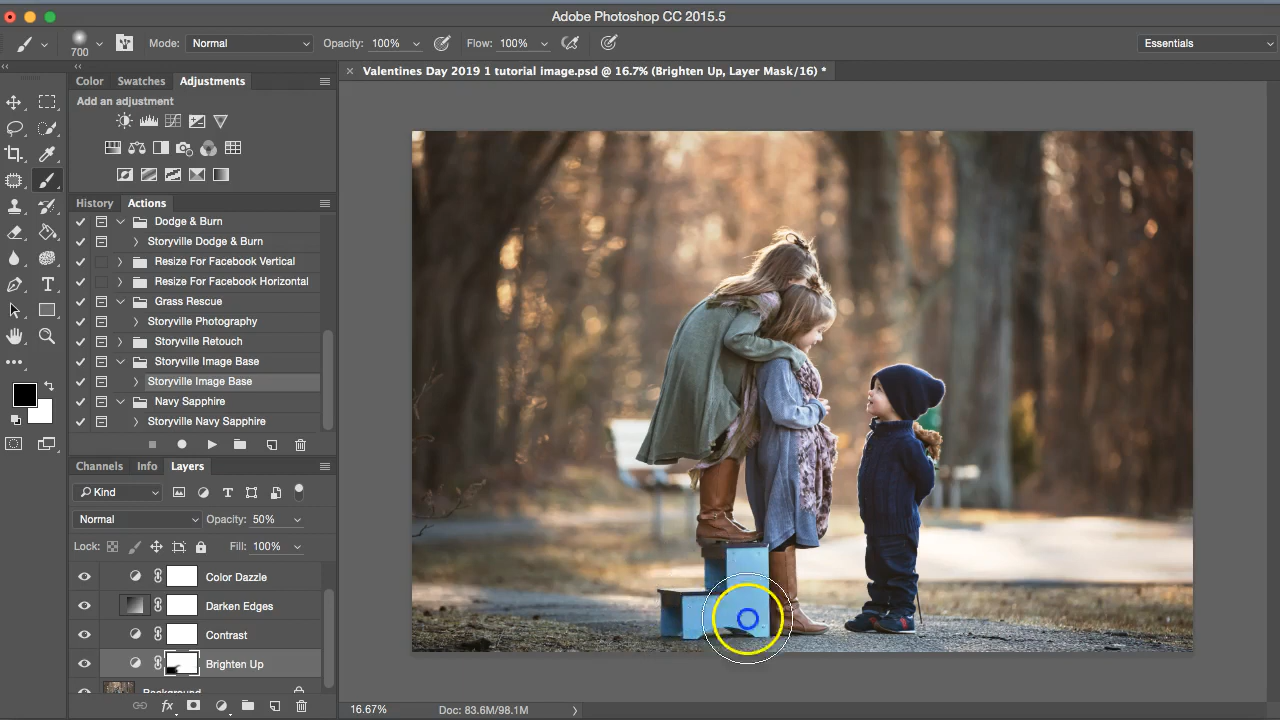 Adobe Photoshop CC 2015.5
700
Mode: Normal
Opacity: 100%
Flow: 100%
Essentials
Color Swatches Adjustments
× Valentines Day 2019 1 tutorial image.psd @ 16.7% (Brighten Up, Layer Mask/16) *
Add an adjustment
History Actions
Dodge & Burn
Storyville Dodge & Burn
Resize For Facebook Vertical
Resize For Facebook Horizontal
Grass Rescue
Storyville Photography
Storyville Retouch
Storyville Image Base
Storyville Image Base
Navy Sapphire
Storyville Navy Sapphire
Channels Info Layers
Kind
Normal Opacity: 50%
Lock: Fill: 100%
Color Dazzle
Darken Edges
Contrast
Brighten Up
Background
fx
16.67% Doc: 83.6M/98.1M